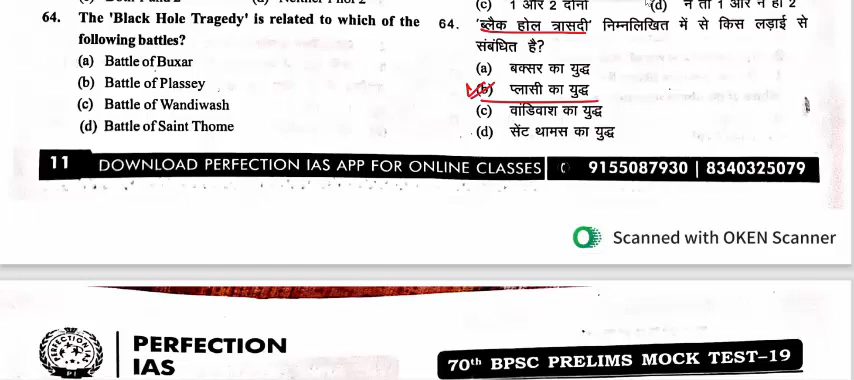 64. The 'Black Hole Tragedy' is related to which of the
following battles?
(a) Battle of Buxar
(b) Battle of Plassey
(c) Battle of Wandiwash
(d) Battle of Saint Thome
(c) 1 और 2 दोनों
(d) न तो 1 और न ही 2
64. 'ब्लैक होल त्रासदी' निम्नलिखित में से किस लड़ाई से
संबंधित है?
(a) बक्सर का युद्ध
(b) प्लासी का युद्ध
(c) वांडिवाश का युद्ध
(d) सेंट थामस का युद्ध
11 DOWNLOAD PERFECTION IAS APP FOR ONLINE CLASSES 9155087930 | 8340325079
Scanned with OKEN Scanner
PERFECTION
IAS
70th BPSC PRELIMS MOCK TEST-19